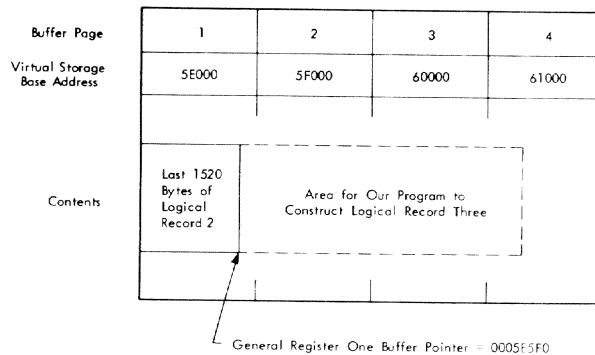 Buffer Page 1 2 3 4
Virtual Storage
Base Address 5E000 5F000 60000 61000
Contents
Last 1520
Bytes of
Logical
Record 2
Area for Our Program to
Construct Logical Record Three
General Register One Buffer Pointer = 0005E5F0